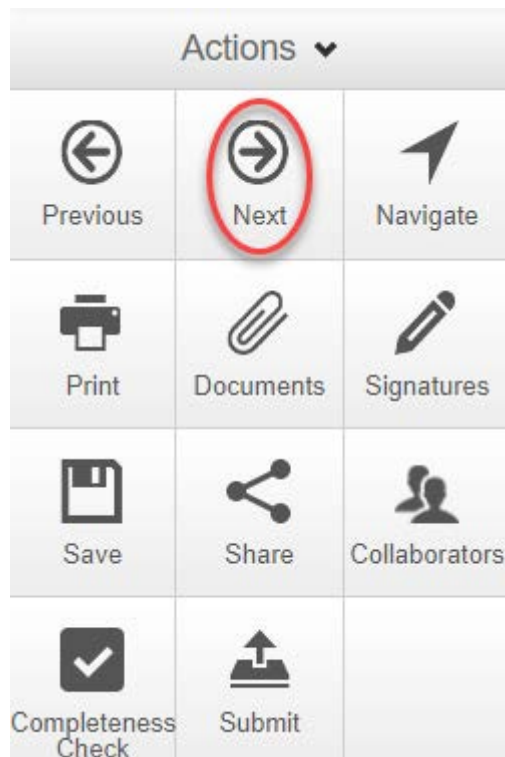 Actions
Previous Next Navigate
Print Documents Signatures
Save Share Collaborators
Completeness Check Submit